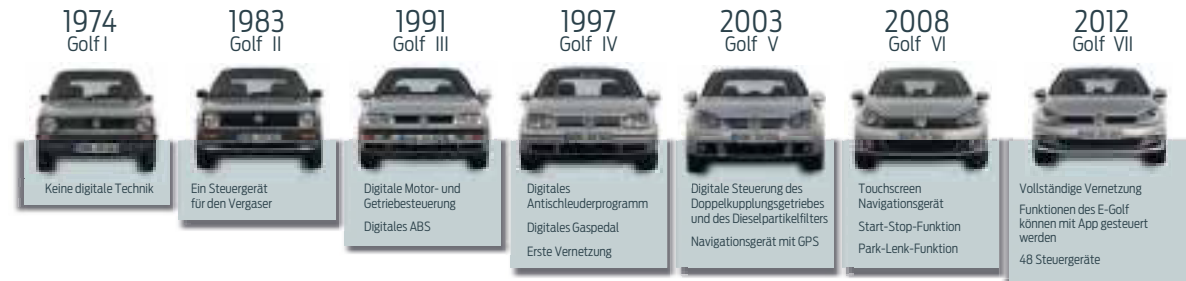 1974
Golf I
Keine digitale Technik
1983
Golf II
Ein Steuergerät
für den Vergaser
1991
Golf III
Digitale Motor- und
Getriebesteuerung
Digitales ABS
1997
Golf IV
Digitales
Antischleuderprogramm
Digitales Gaspedal
Erste Vernetzung
2003
Golf V
Digitale Steuerung des
Doppelkupplungsgetriebes
und des Dieselpartikelfilters
Navigationsgerät mit GPS
2008
Golf VI
Touchscreen
Navigationsgerät
Start-Stop-Funktion
Park-Lenk-Funktion
2012
Golf VII
Vollständige Vernetzung
Funktionen des E-Golf
können mit App gesteuert
werden
48 Steuergeräte